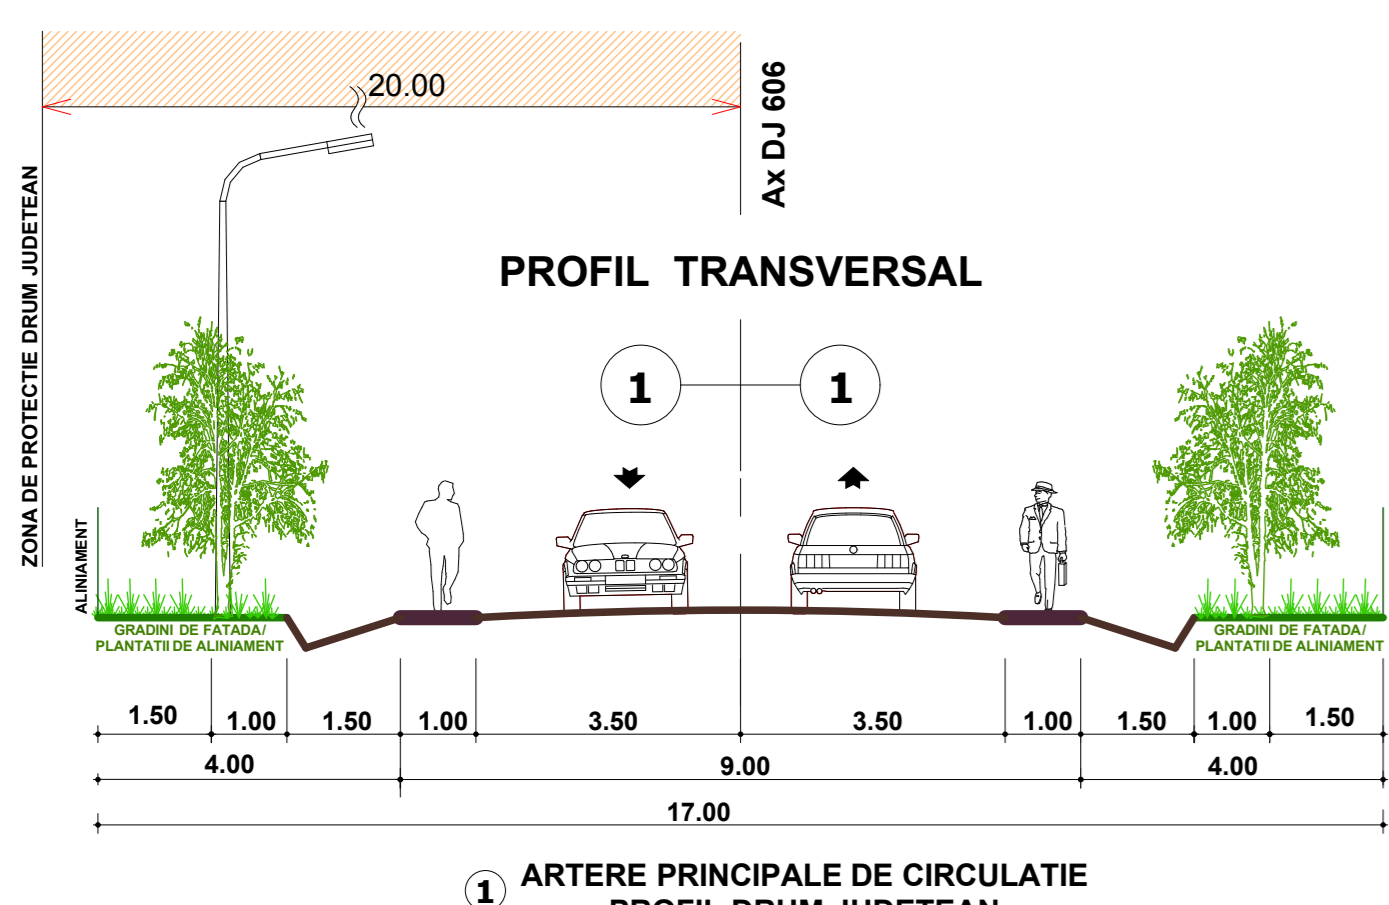 20.00
Ax DJ 606
ZONA DE PROTECTIE DRUM JUDETEAN
PROFIL TRANSVERSAL
1
1
ALINIAMENT
GRADINI DE FATADA/
PLANTATII DE ALINIAMENT
GRADINI DE FATADA/
PLANTATII DE ALINIAMENT
1.50 1.00 1.50 1.00 3.50 3.50 1.00 1.50 1.00 1.50
4.00 9.00 4.00
17.00
1 ARTERE PRINCIPALE DE CIRCULATIE
PROFIL DRUM JUDETEAN